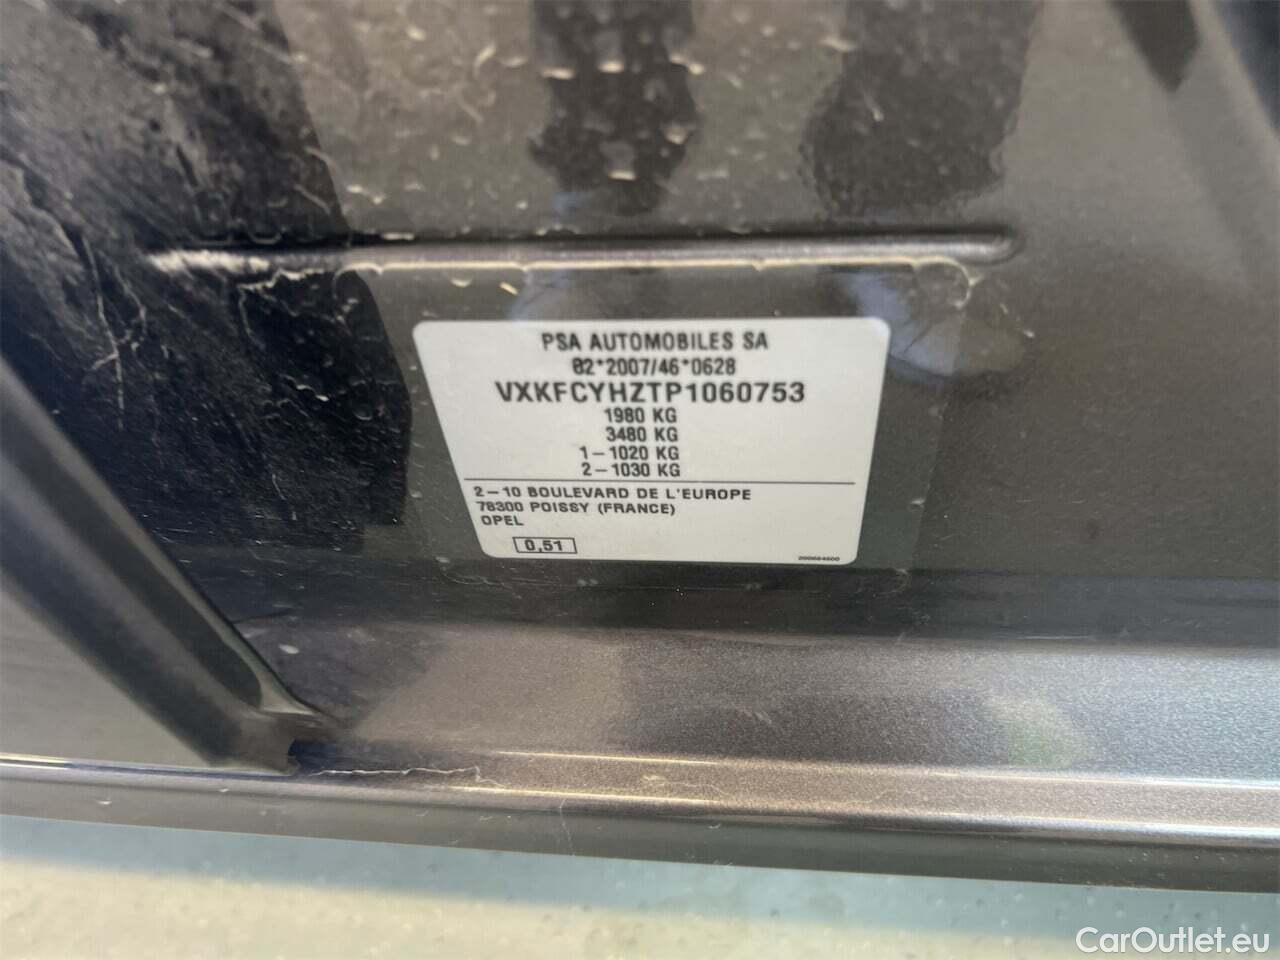 PSA AUTOMOBILES SA
02*2007/46*0628
VXKFCYHZTP1060753
1980 KG
3480 KG
1-1020 KG
2-1030 KG
2-10 BOULEVARD DE L'EUROPE
78300 POISSY (FRANCE)
OPEL
0,51
CarOutlet.eu